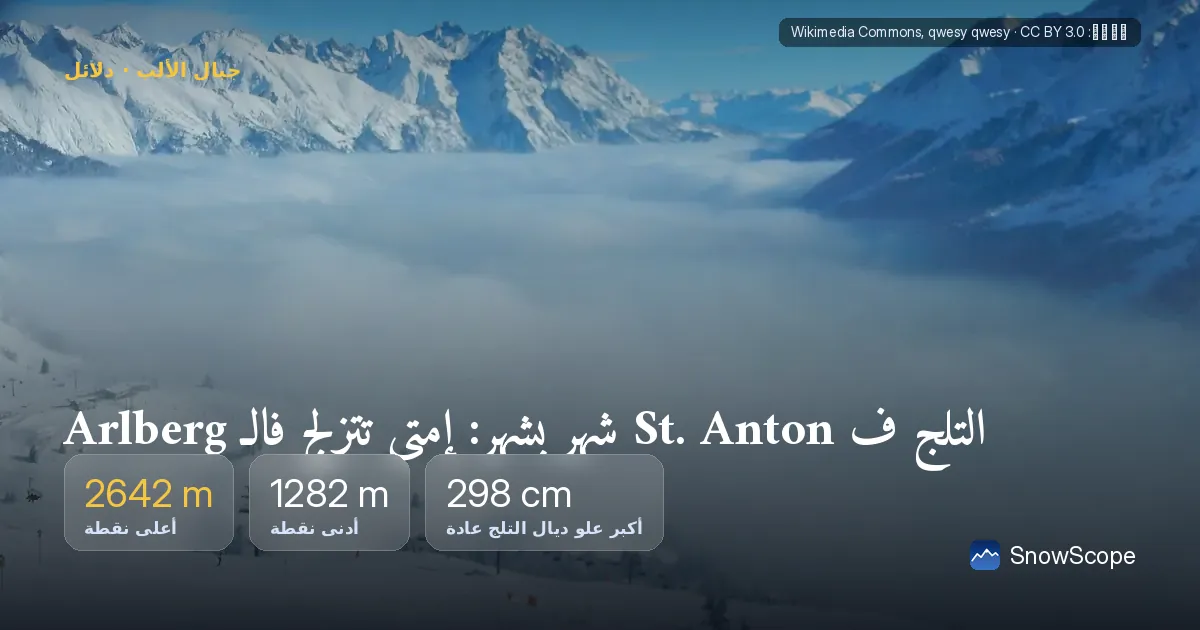 Wikimedia Commons, qwesy qwesy · CC BY 3.0 :
جبال الألب · دلائل
التلج ف St. Anton شهر بشهر: إمتى تتزلج فالـ Arlberg
2642 m
أعلى نقطة
1282 m
أدنى نقطة
298 cm
أكبر علو ديال التلج عادة
SnowScope